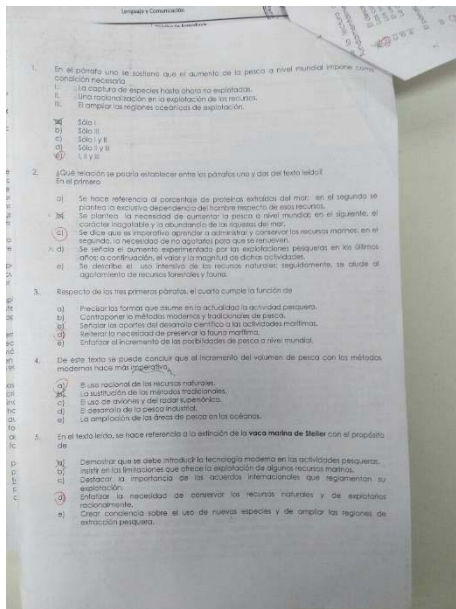 Lenguaje y Comunicación
1. En el párrafo uno se sostiene que el aumento de la pesca a nivel mundial impone como
condición necesaria
I. La captura de especies hasta ahora no explotadas.
II. Una racionalización en la explotación de los recursos.
III. El ampliar las regiones oceánicas de explotación.
a) Sólo I
b) Sólo III
c) Sólo I y II
d) Sólo II y III
e) I, II y III
2. ¿Qué relación se podría establecer entre los párrafos uno y dos del texto leído?
En el primero
a) Se hace referencia al porcentaje de proteínas extraídas del mar; en el segundo se
plantea la exclusiva dependencia del hombre respecto de esos recursos.
b) Se plantea la necesidad de aumentar la pesca a nivel mundial; en el siguiente, el
carácter inagotable y la abundancia de las riquezas del mar.
c) Se dice que es imperativo aprender a administrar y conservar los recursos marinos; en el
segundo, la necesidad de no agotarlos para que se renueven.
d) Se señala el aumento experimentado por las explotaciones pesqueras en los últimos
años; a continuación, el valor y la magnitud de dichas actividades.
e) Se describe el uso intensivo de los recursos naturales; seguidamente, se alude al
agotamiento de recursos forestales y fauna.
3. Respecto de los tres primeros párrafos, el cuarto cumple la función de
a) Precisar las formas que asume en la actualidad la actividad pesquera.
b) Contraponer los métodos modernos y tradicionales de pesca.
c) Señalar los aportes del desarrollo científico a las actividades marítimas.
d) Reiterar la necesidad de preservar la fauna marítima.
e) Enfatizar el incremento de las posibilidades de pesca a nivel mundial.
4. De este texto se puede concluir que el incremento del volumen de pesca con los métodos
modernos hace más imperativo
a) El uso racional de los recursos naturales.
b) La sustitución de los métodos tradicionales.
c) El uso de aviones y del radar supersónico.
d) El desarrollo de la pesca industrial.
e) La ampliación de las áreas de pesca en los océanos.
5. En el texto leído, se hace referencia a la extinción de la vaca marina de Steller con el propósito
de
a) Demostrar que se debe introducir la tecnología moderna en las actividades pesqueras.
b) Insistir en las limitaciones que ofrece la explotación de algunos recursos marinos.
c) Destacar la importancia de los acuerdos internacionales que reglamentan su
explotación.
d) Enfatizar la necesidad de conservar los recursos naturales y de explotarlos
racionalmente.
e) Crear conciencia sobre el uso de nuevas especies y de ampliar las regiones de
extracción pesquera.